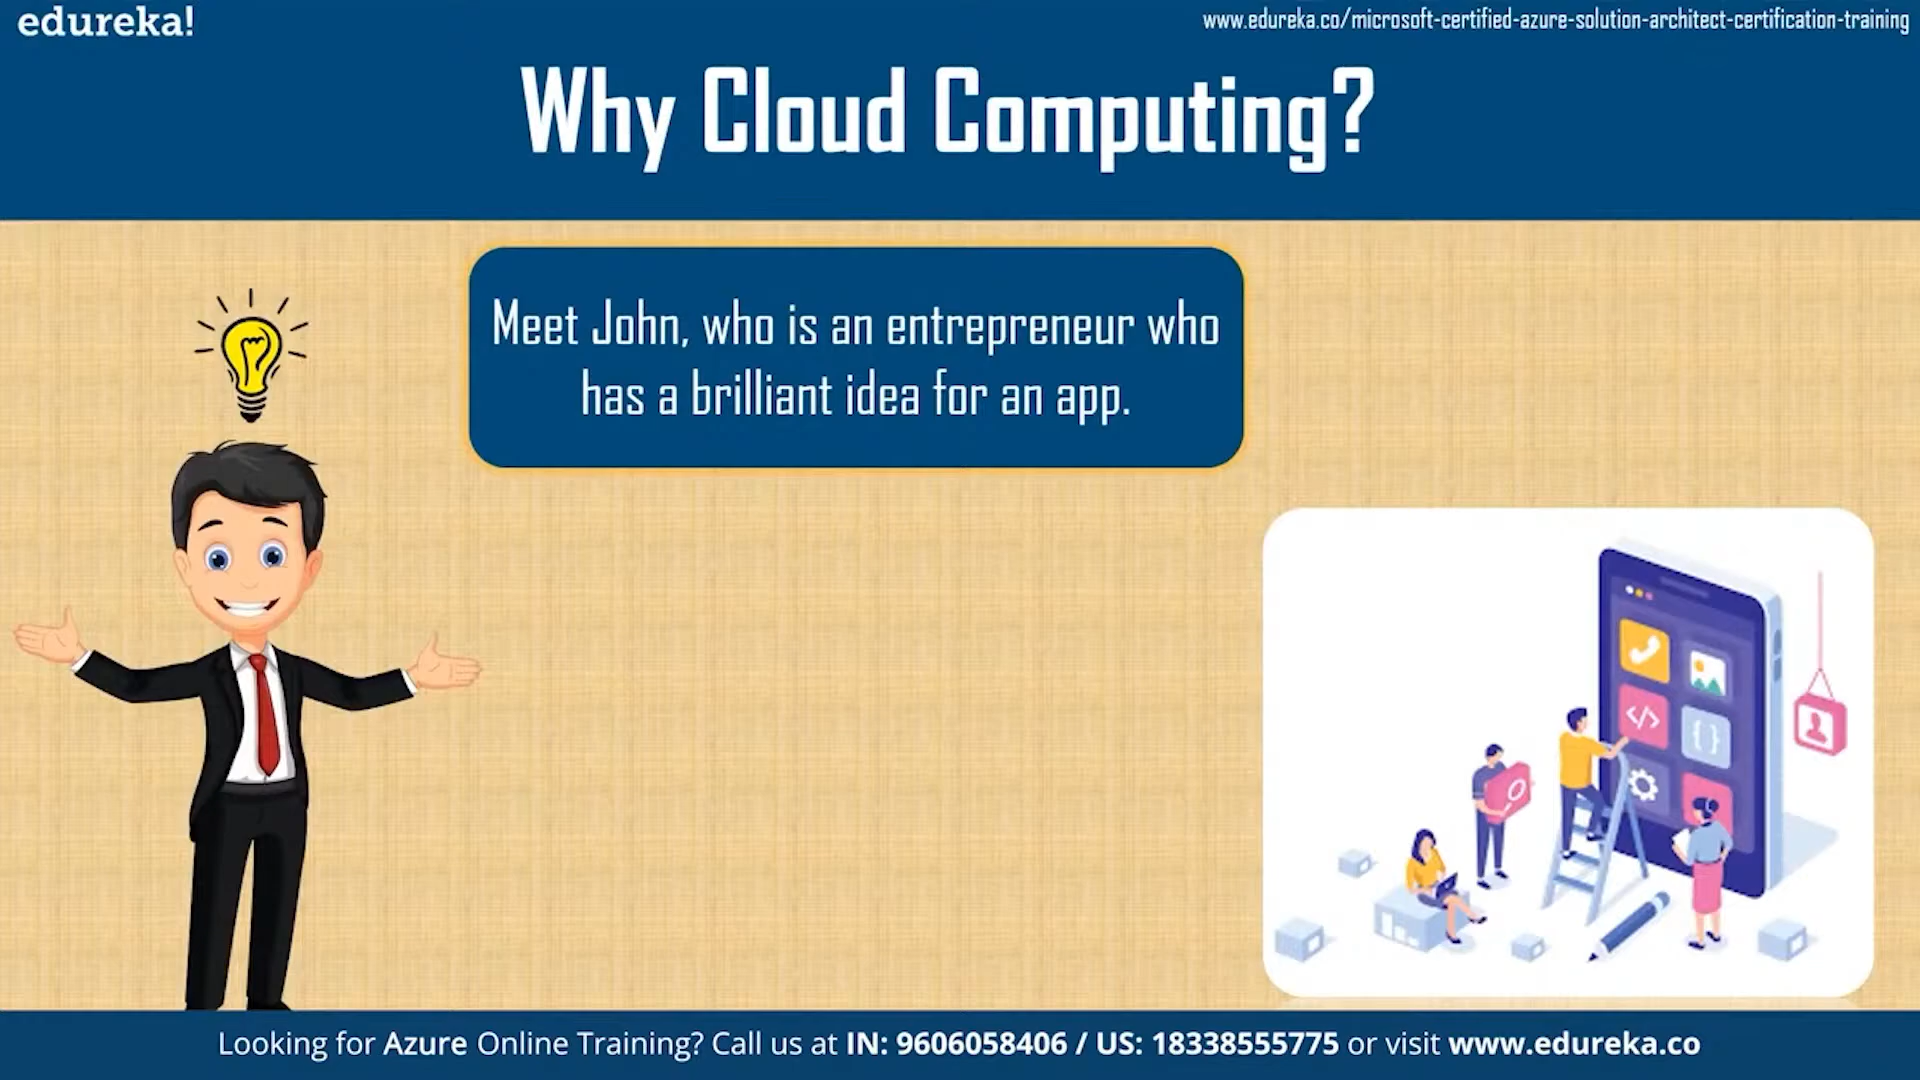 edureka!
www.edureka.co/microsoft-certified-azure-solution-architect-certification-training
Why Cloud Computing?
Meet John, who is an entrepreneur who
has a brilliant idea for an app.
</>
{}
Looking for Azure Online Training? Call us at IN: 9606058406 / US: 18338555775 or visit www.edureka.co